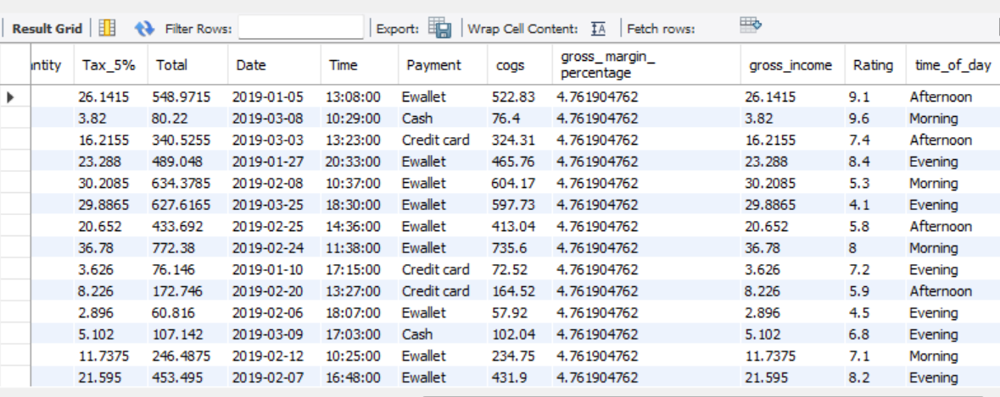 Result Grid Filter Rows: Export: Wrap Cell Content: Fetch rows:
ntity Tax_5% Total Date Time Payment cogs gross_margin_percentage gross_income Rating time_of_day
26.1415 548.9715 2019-01-05 13:08:00 Ewallet 522.83 4.761904762 26.1415 9.1 Afternoon
3.82 80.22 2019-03-08 10:29:00 Cash 76.4 4.761904762 3.82 9.6 Morning
16.2155 340.5255 2019-03-03 13:23:00 Credit card 324.31 4.761904762 16.2155 7.4 Afternoon
23.288 489.048 2019-01-27 20:33:00 Ewallet 465.76 4.761904762 23.288 8.4 Evening
30.2085 634.3785 2019-02-08 10:37:00 Ewallet 604.17 4.761904762 30.2085 5.3 Morning
29.8865 627.6165 2019-03-25 18:30:00 Ewallet 597.73 4.761904762 29.8865 4.1 Evening
20.652 433.692 2019-02-25 14:36:00 Ewallet 413.04 4.761904762 20.652 5.8 Afternoon
36.78 772.38 2019-02-24 11:38:00 Ewallet 735.6 4.761904762 36.78 8 Morning
3.626 76.146 2019-01-10 17:15:00 Credit card 72.52 4.761904762 3.626 7.2 Evening
8.226 172.746 2019-02-20 13:27:00 Credit card 164.52 4.761904762 8.226 5.9 Afternoon
2.896 60.816 2019-02-06 18:07:00 Ewallet 57.92 4.761904762 2.896 4.5 Evening
5.102 107.142 2019-03-09 17:03:00 Cash 102.04 4.761904762 5.102 6.8 Evening
11.7375 246.4875 2019-02-12 10:25:00 Ewallet 234.75 4.761904762 11.7375 7.1 Morning
21.595 453.495 2019-02-07 16:48:00 Ewallet 431.9 4.761904762 21.595 8.2 Evening